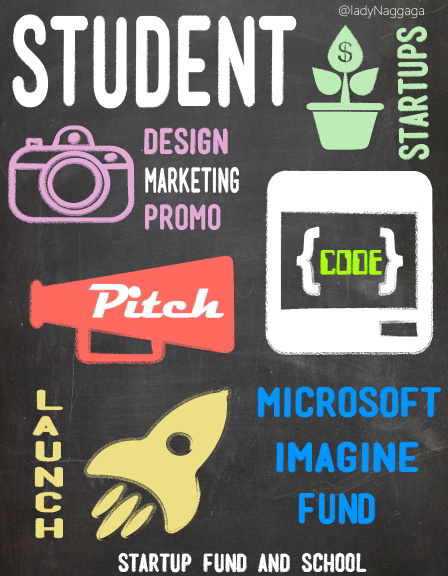 @ladyNaggaga
STUDENT
STARTUPS
$
DESIGN
MARKETING
PROMO
{CODE}
Pitch
LAUNCH
MICROSOFT
IMAGINE
FUND
STARTUP FUND AND SCHOOL